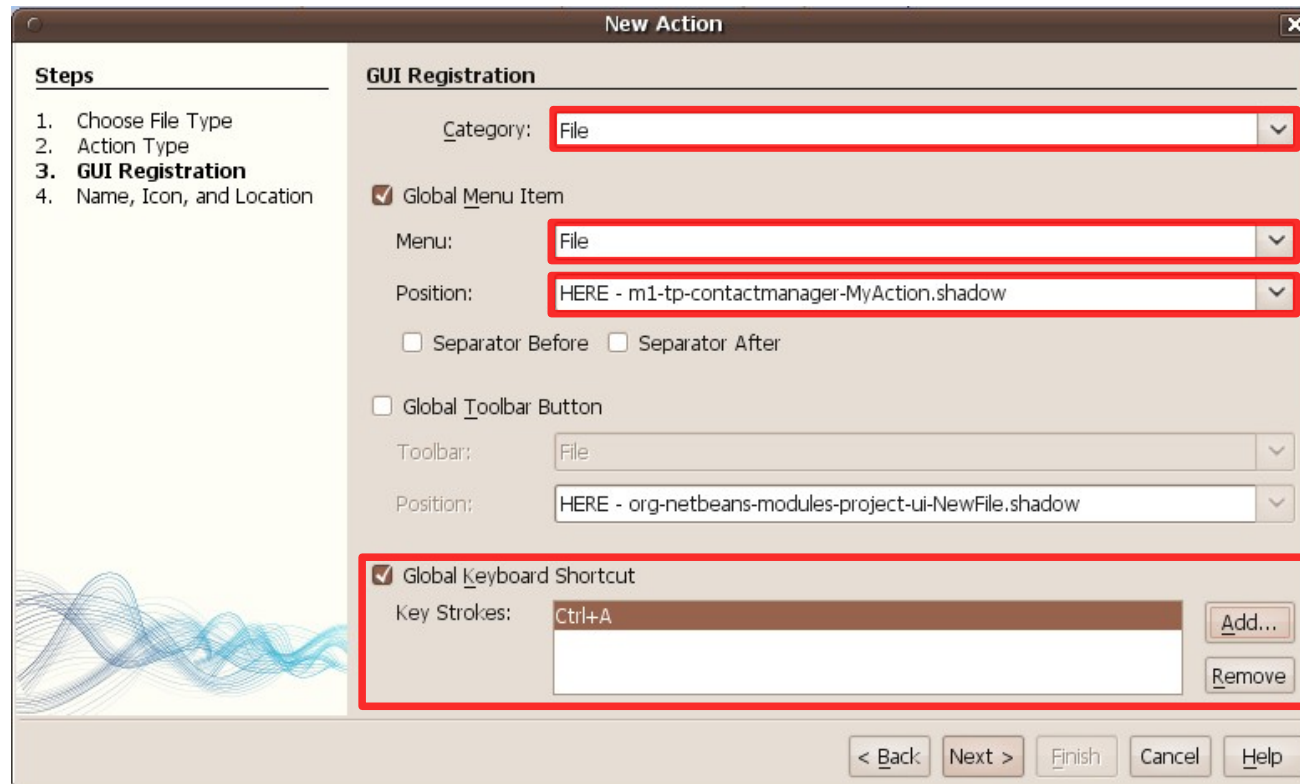 New Action
Steps
1. Choose File Type
2. Action Type
3. GUI Registration
4. Name, Icon, and Location
GUI Registration
Category: File
Global Menu Item
Menu: File
Position: HERE - m1-tp-contactmanager-MyAction.shadow
Separator Before Separator After
Global Toolbar Button
Toolbar: File
Position: HERE - org-netbeans-modules-project-ui-NewFile.shadow
Global Keyboard Shortcut
Key Strokes: Ctrl+A
Add...
Remove
< Back Next > Finish Cancel Help